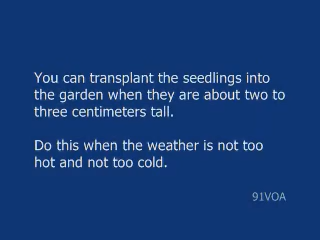 You can transplant the seedlings into
the garden when they are about two to
three centimeters tall.
Do this when the weather is not too
hot and not too cold.
91VOA